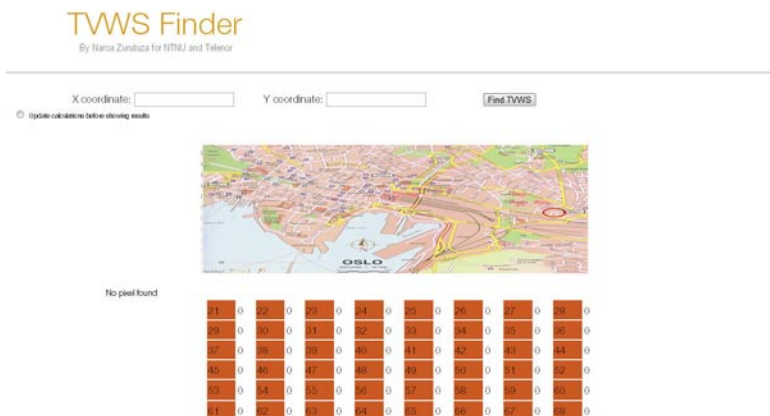 TVWS Finder
By Naroa Zurutuza for NTNU and Telenor
X coordinate: Y coordinate: Find TVWS
Update calculations before showing results
OSLO
No pixel found
21 0 22 0 23 0 24 0 25 0 26 0 27 0 28 0
29 0 30 0 31 0 32 0 33 0 34 0 35 0 36 0
37 0 38 0 39 0 40 0 41 0 42 0 43 0 44 0
45 0 46 0 47 0 48 0 49 0 50 0 51 0 52 0
53 0 54 0 55 0 56 0 57 0 58 0 59 0 60 0
61 0 62 0 63 0 64 0 65 0 66 0 67 0 68 0